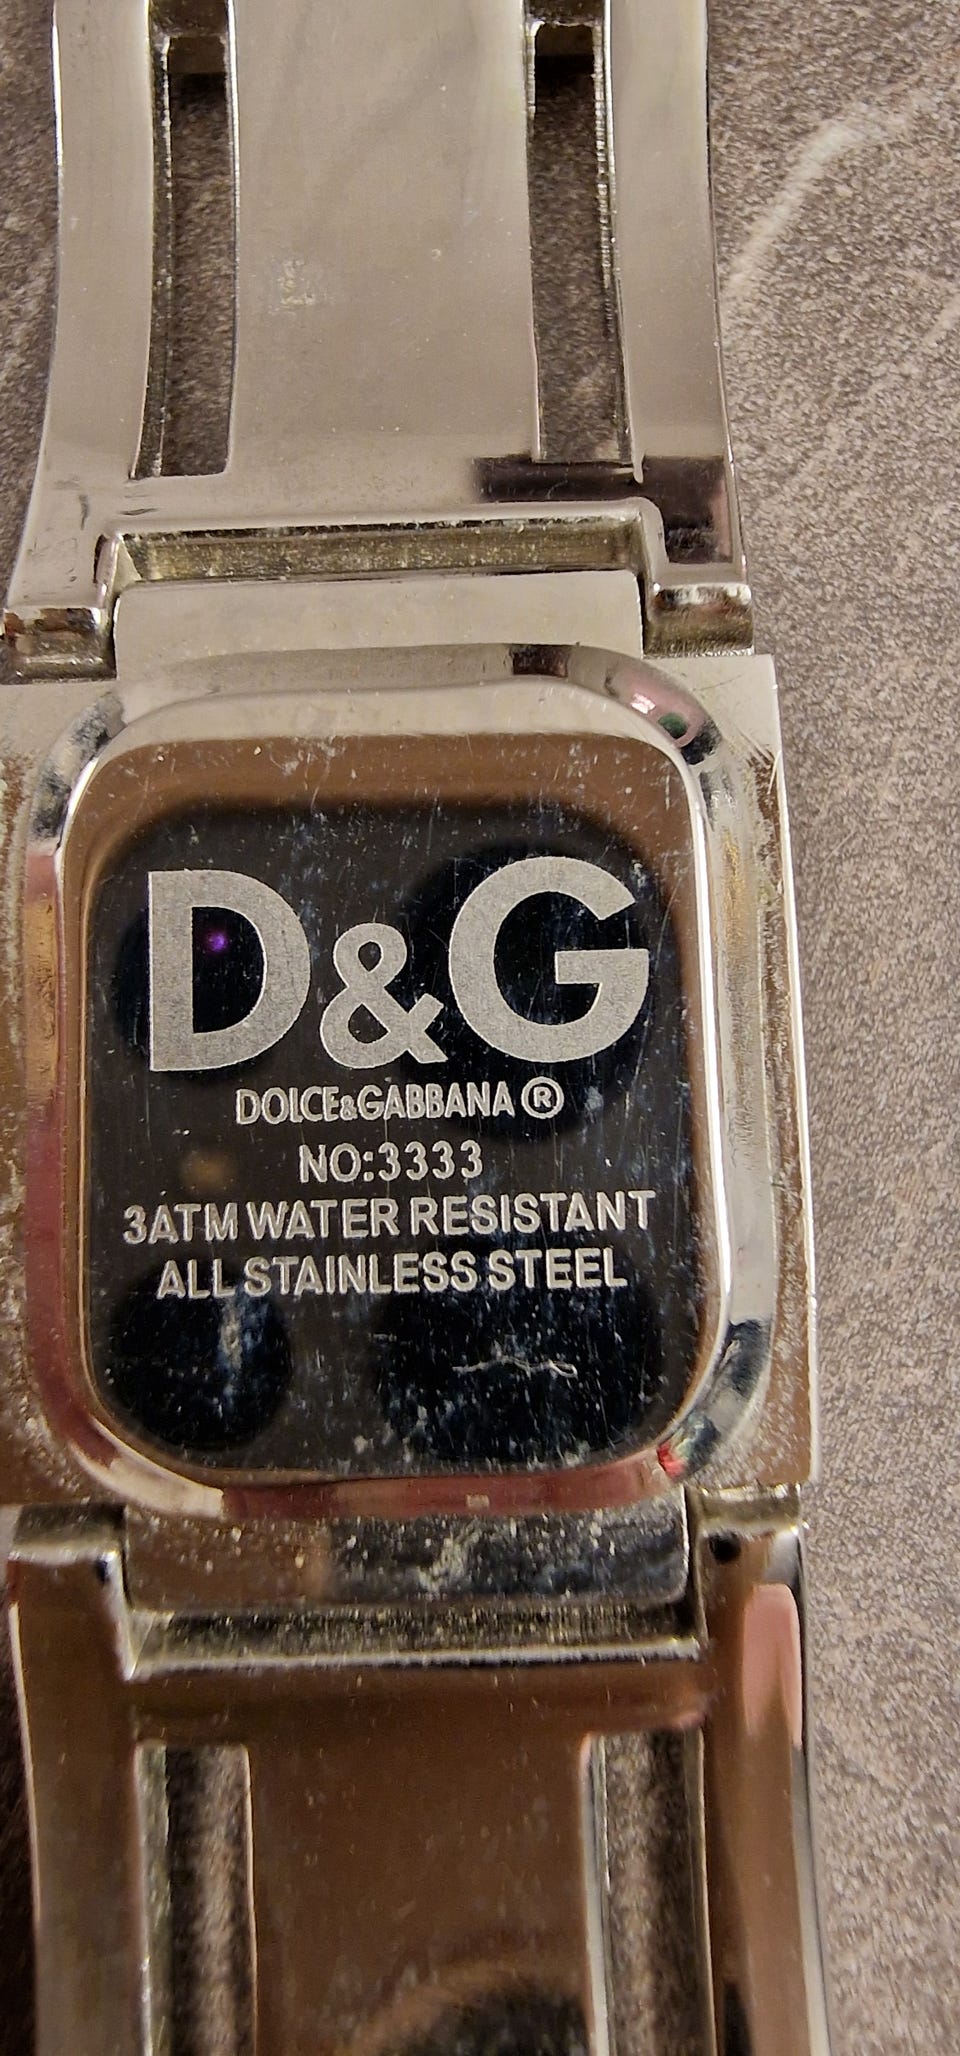 D&G
DOLCE&GABBANA ®
NO:3333
3ATM WATER RESISTANT
ALL STAINLESS STEEL